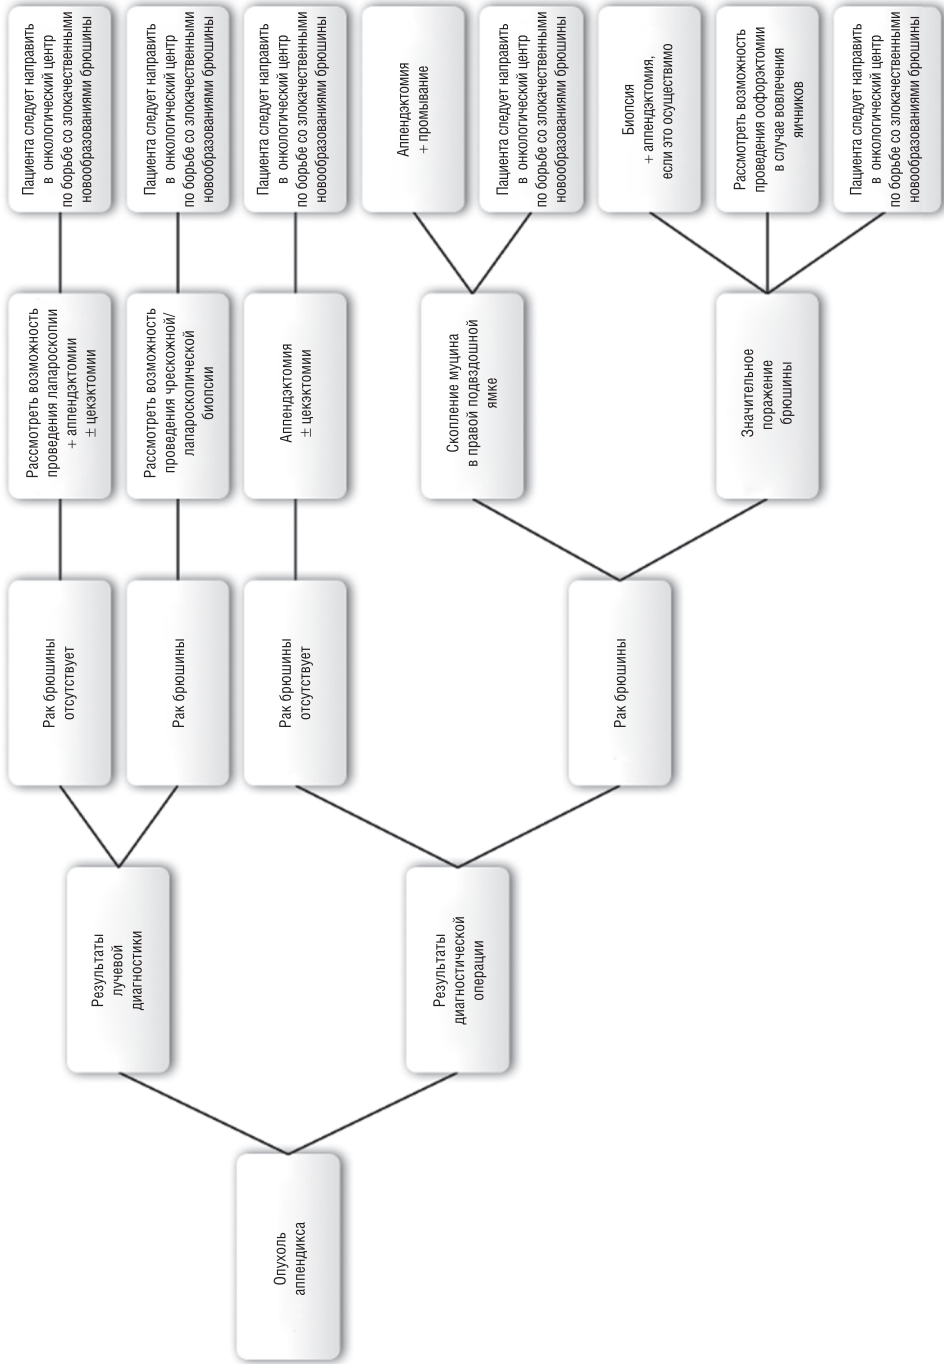 Опухоль
аппендикса
Результаты
лучевой
диагностики
Результаты
диагностической
операции
Рак брюшины
отсутствует
Рак брюшины
Рак брюшины
отсутствует
Рак брюшины
Рассмотреть возможность
проведения лапароскопии
+ аппендэктомии
± цекэктомии
Рассмотреть возможность
проведения чрескожной/
лапароскопической
биопсии
Аппендэктомия
± цекэктомии
Скопление муцина
в правой подвздошной
ямке
Значительное
поражение
брюшины
Пациента следует направить
в онкологический центр
по борьбе со злокачественными
новообразованиями брюшины
Пациента следует направить
в онкологический центр
по борьбе со злокачественными
новообразованиями брюшины
Пациента следует направить
в онкологический центр
по борьбе со злокачественными
новообразованиями брюшины
Аппендэктомия
+ промывание
Пациента следует направить
в онкологический центр
по борьбе со злокачественными
новообразованиями брюшины
Биопсия
+ аппендэктомия,
если это осуществимо
Рассмотреть возможность
проведения оофорэктомии
в случае вовлечения
яичников
Пациента следует направить
в онкологический центр
по борьбе со злокачественными
новообразованиями брюшины